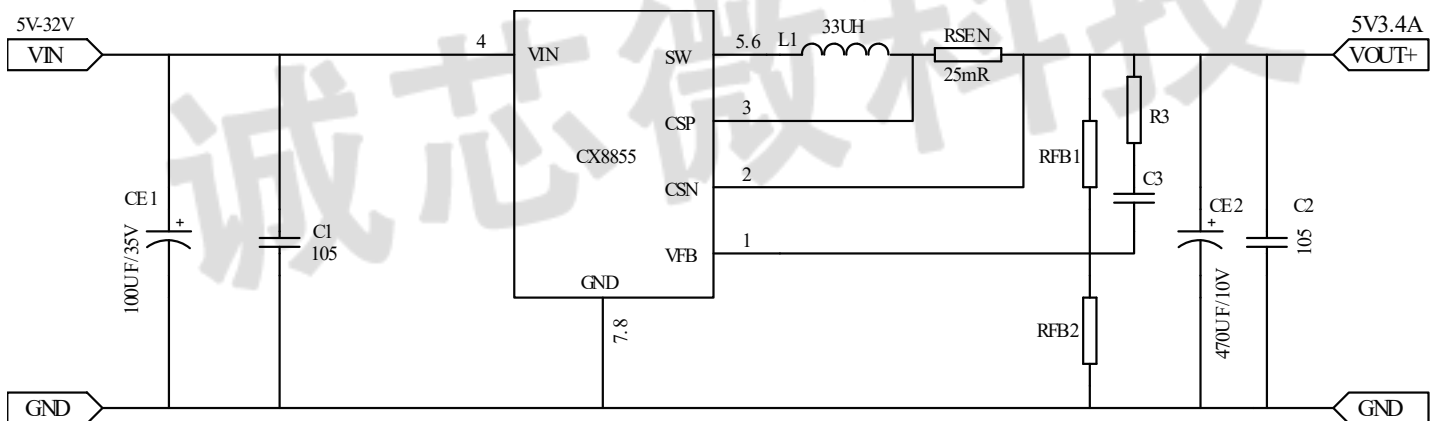 5V-32V
VIN
4
VIN
SW
5.6
L1
33UH
RSEN
25mR
5V3.4A
VOUT+
CSP
3
CX8855
CSN
2
VFB
1
GND
7.8
CE1
+
100UF/35V
C1
105
RFB1
R3
C3
RFB2
CE2
+
470UF/10V
C2
105
GND
GND
诚芯微科技